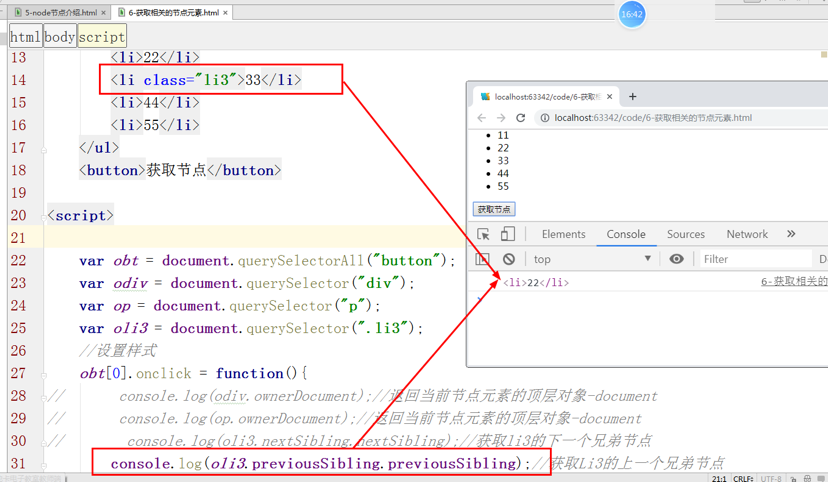 5-node节点介绍.html × 6-获取相关的节点元素.html ×
16:42
html body script
13 <li>22</li>
14 <li class="li3">33</li>
15 <li>44</li>
16 <li>55</li>
17 </ul>
18 <button>获取节点</button>
19
20 <script>
21
22 var obt = document.querySelectorAll("button");
23 var odiv = document.querySelector("div");
24 var op = document.querySelector("p");
25 var oli3 = document.querySelector(".li3");
26 //设置样式
27 obt[0].onclick = function(){
28 // console.log(odiv.ownerDocument);//返回当前节点元素的顶层对象-document
29 // console.log(op.ownerDocument);//返回当前节点元素的顶层对象-document
30 // console.log(oli3.nextSibling.nextSibling);//获取li3的下一个兄弟节点
31 console.log(oli3.previousSibling.previousSibling);//获取Li3的上一个兄弟节点
localhost:63342/code/6-获取相 × +
localhost:63342/code/6-获取相关的节点元素.html
11
22
33
44
55
获取节点
Elements Console Sources Network »
top ▼ Filter D
<li>22</li> 6-获取相关的
>
21:1 CRLF÷ UTF-8